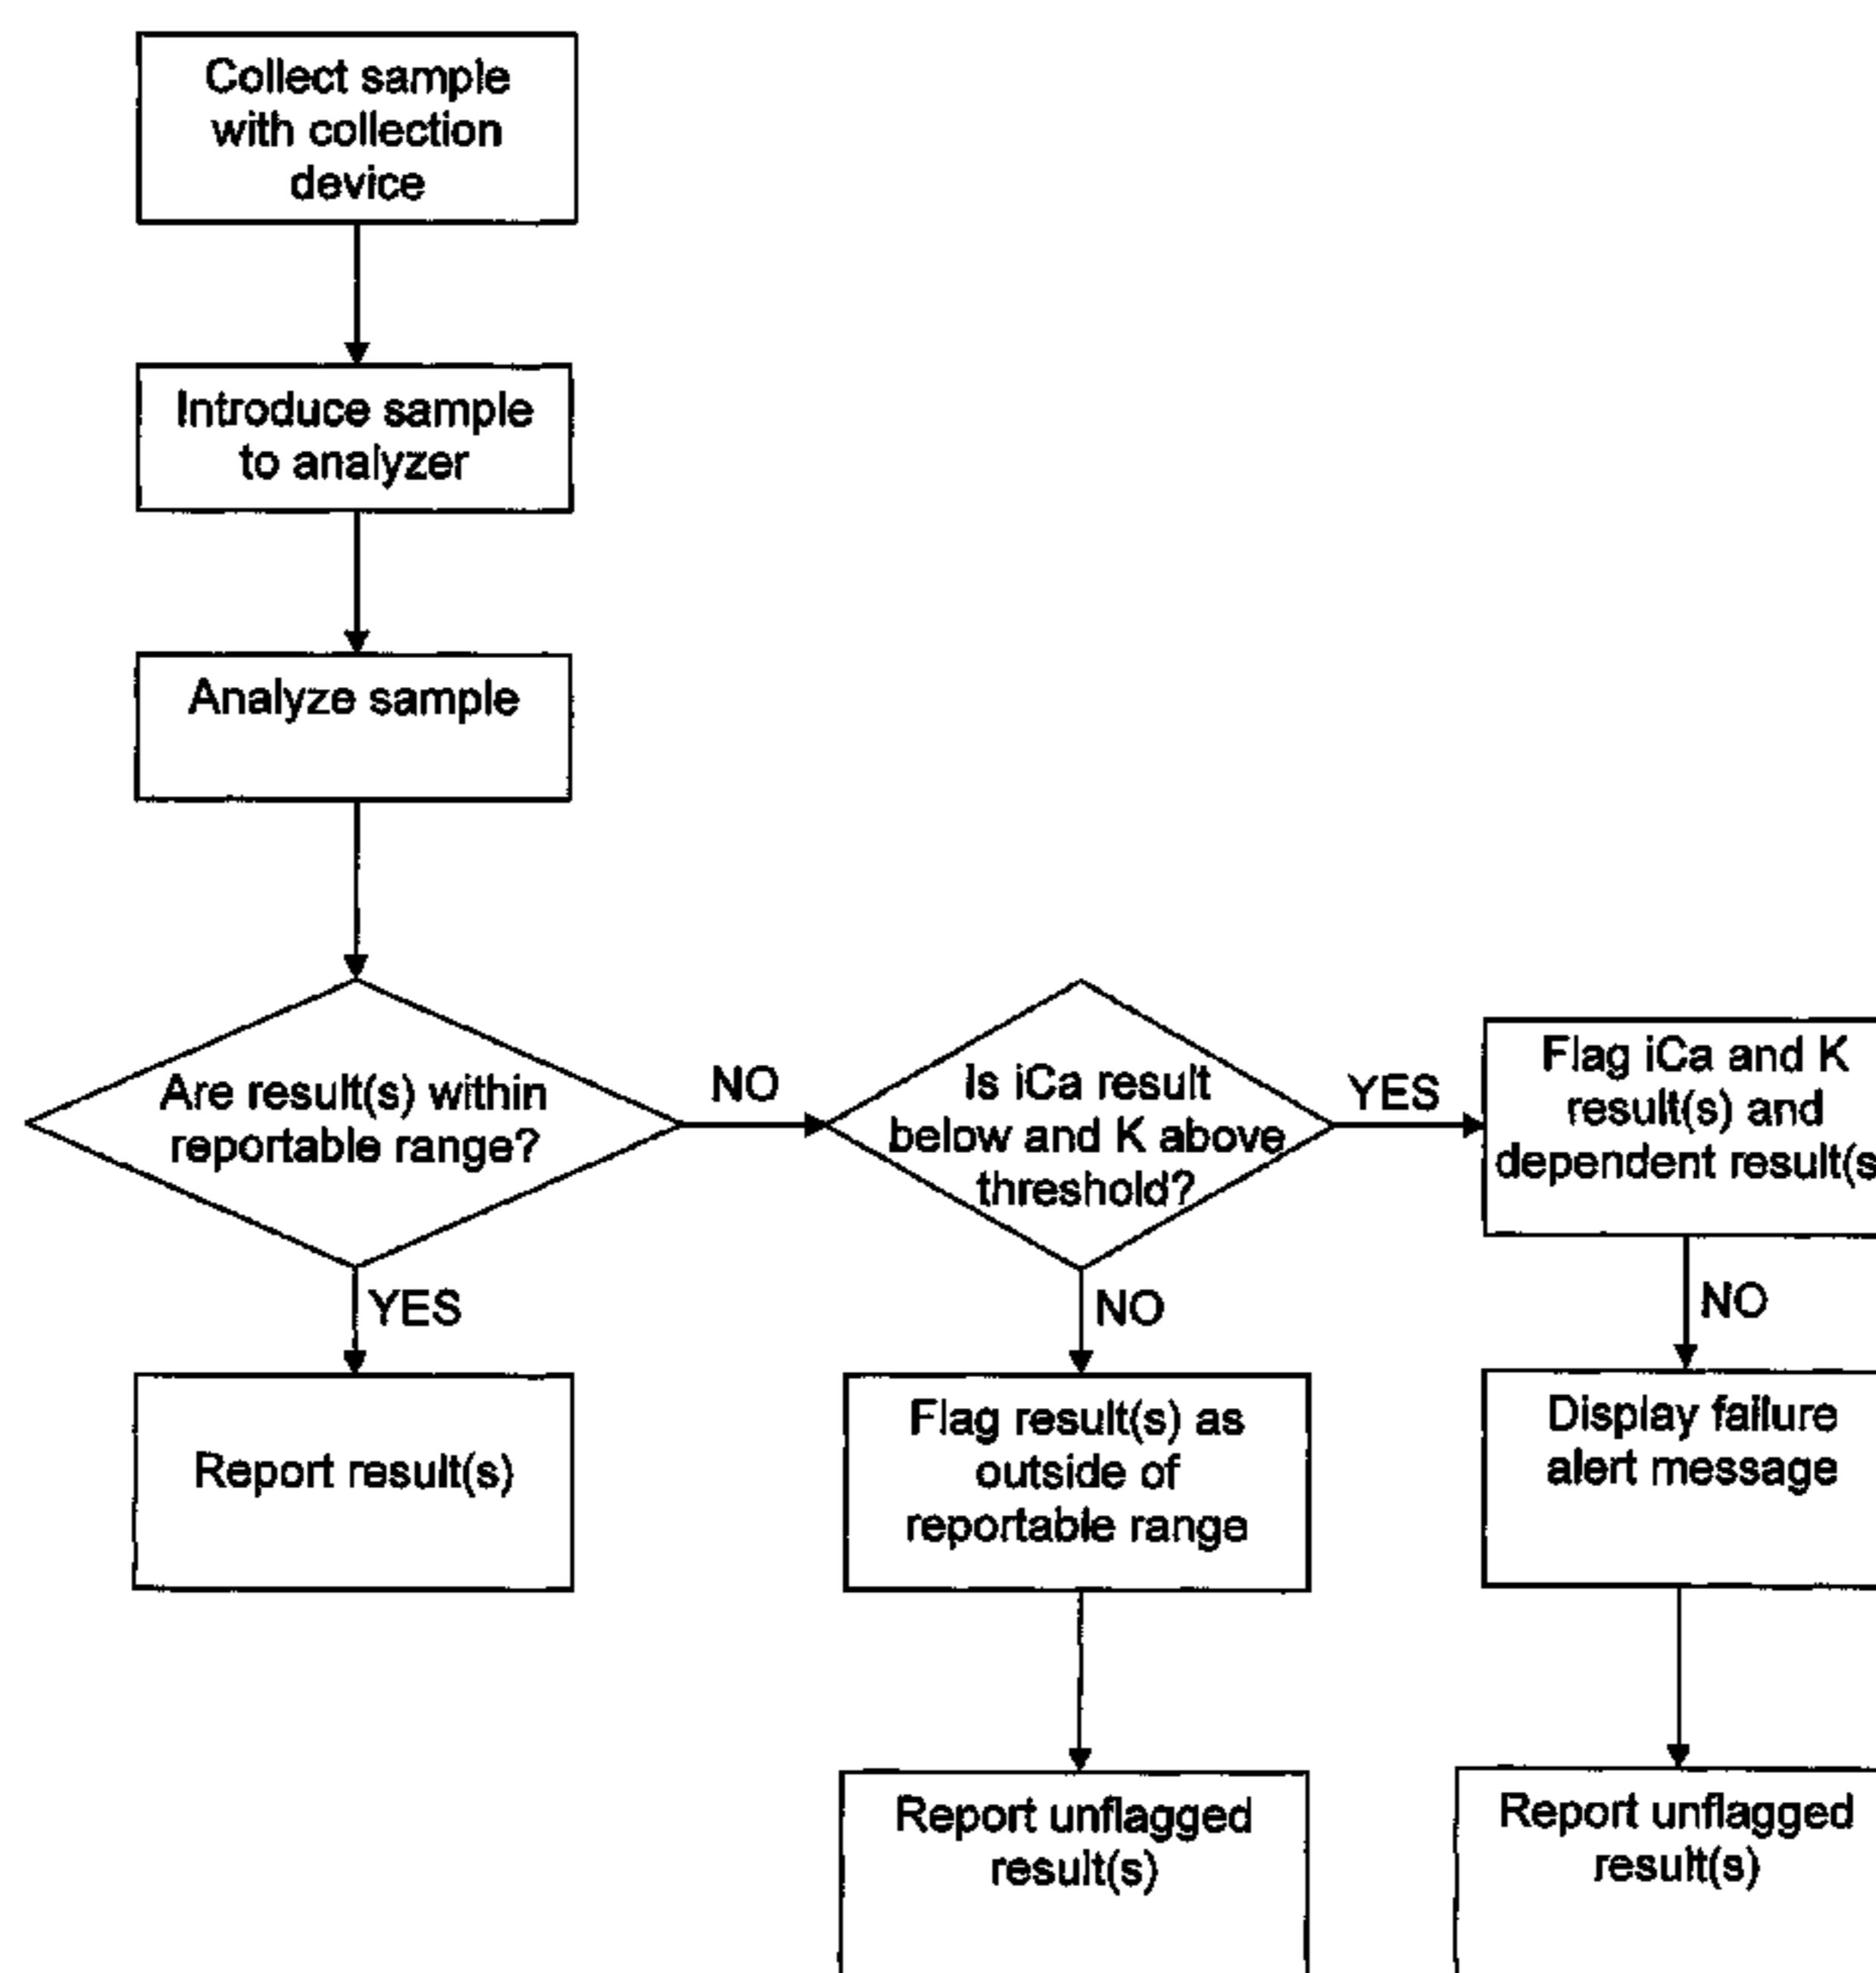 Collect sample
with collection
device
Introduce sample
to analyzer
Analyze sample
Are result(s) within
reportable range?
NO
Is iCa result
below and K above
threshold?
YES
Flag iCa and K
result(s) and
dependent result(s
YES
NO
NO
Report result(s)
Flag result(s) as
outside of
reportable range
Display failure
alert message
Report unflagged
result(s)
Report unflagged
result(s)